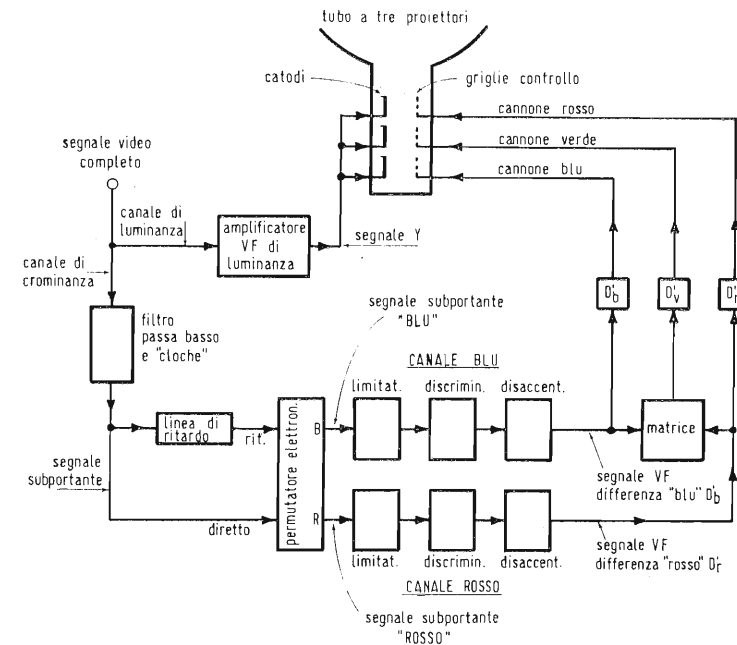 tubo a tre proiettori
catodi
griglie controllo
cannone rosso
cannone verde
cannone blu
segnale video
completo
canale di
luminanza
amplificatore
VF di
luminanza
segnale Y
canale di
crominanza
filtro
passa basso
e "cloche"
segnale subportante
"BLU"
D'b
D'v
D'r
CANALE BLU
limitat.
discrimin.
disaccent.
linea di
ritardo
rit.
permutatore elettron.
B
R
matrice
segnale
subportante
diretto
segnale VF
differenza "blu" D'b
segnale VF
differenza "rosso" D'r
limitat.
discrimin.
disaccent.
CANALE ROSSO
segnale subportante
"ROSSO"